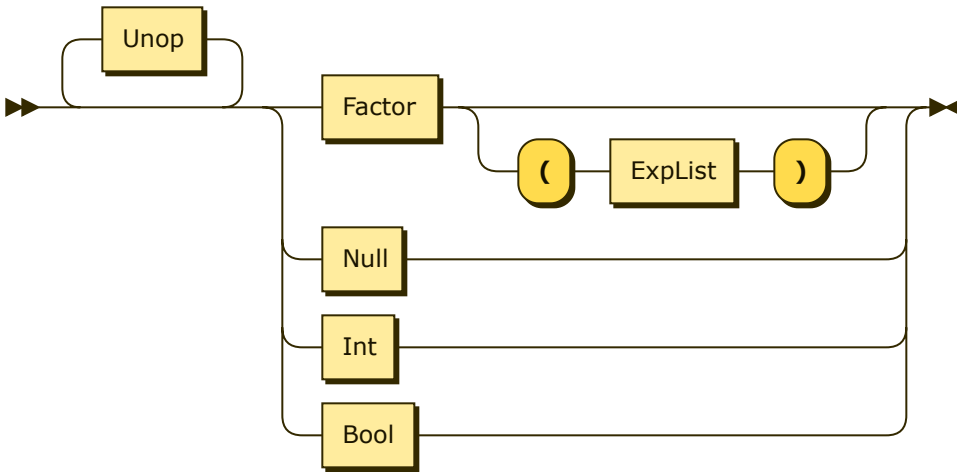 Unop
Factor
( ExpList )
Null
Int
Bool